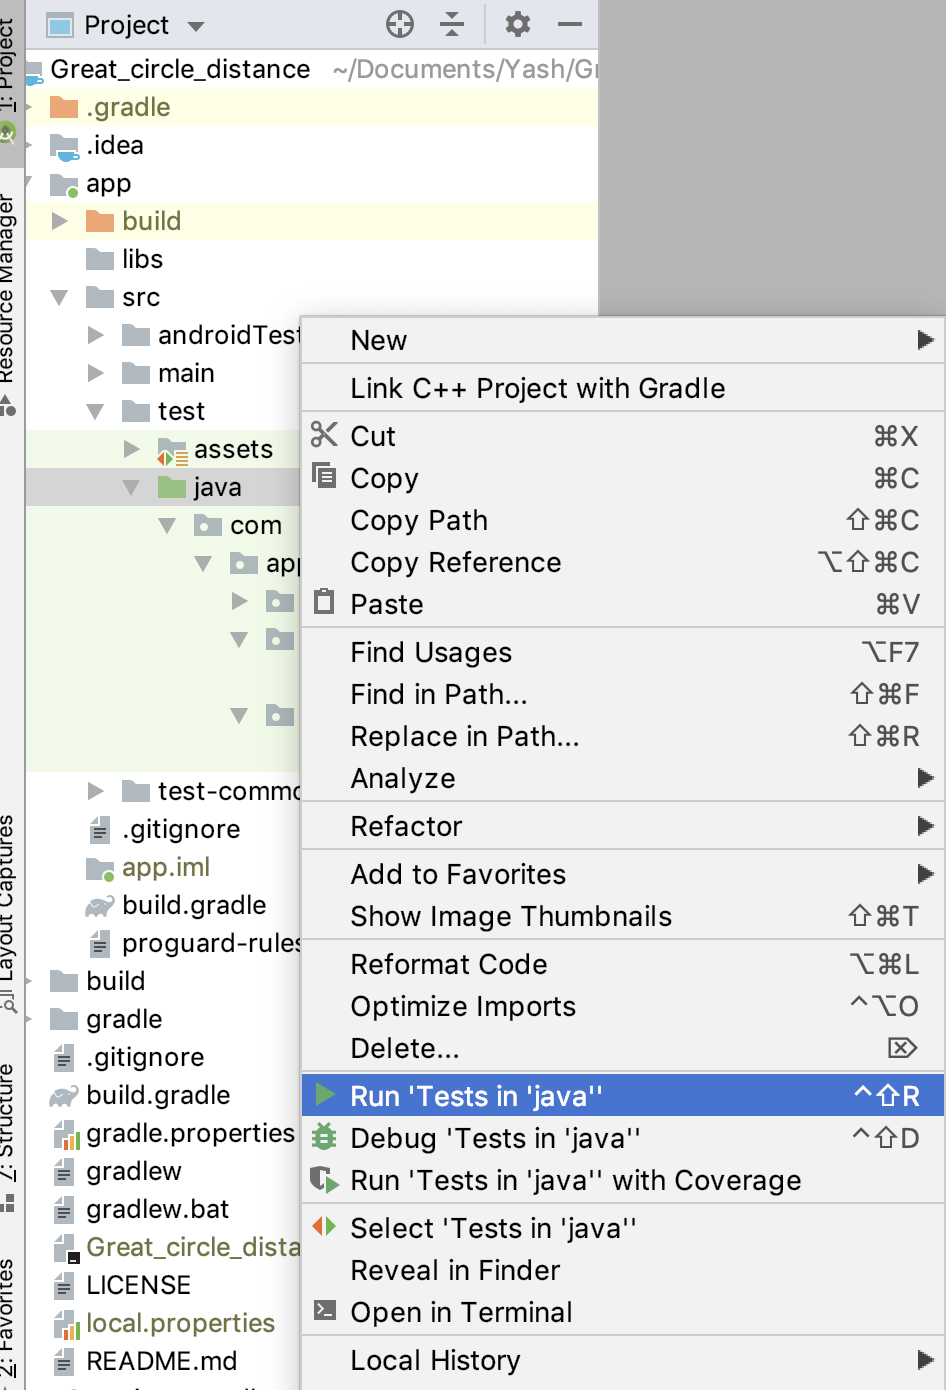 Project
Great_circle_distance ~/Documents/Yash/Gr
.gradle
.idea
app
build
libs
src
androidTest
main
test
assets
java
com
app
test-commo
.gitignore
app.iml
build.gradle
proguard-rules
build
gradle
.gitignore
build.gradle
gradle.properties
gradlew
gradlew.bat
Great_circle_dista
LICENSE
local.properties
README.md
1: Project
Resource Manager
Layout Captures
7: Structure
2: Favorites
New
Link C++ Project with Gradle
Cut ⌘X
Copy ⌘C
Copy Path ⇧⌘C
Copy Reference ⌥⇧⌘C
Paste ⌘V
Find Usages ⌥F7
Find in Path... ⇧⌘F
Replace in Path... ⇧⌘R
Analyze
Refactor
Add to Favorites
Show Image Thumbnails ⇧⌘T
Reformat Code ⌥⌘L
Optimize Imports ^⌥O
Delete... ⌦
Run 'Tests in 'java'' ^⇧R
Debug 'Tests in 'java'' ^⇧D
Run 'Tests in 'java'' with Coverage
Select 'Tests in 'java''
Reveal in Finder
Open in Terminal
Local History